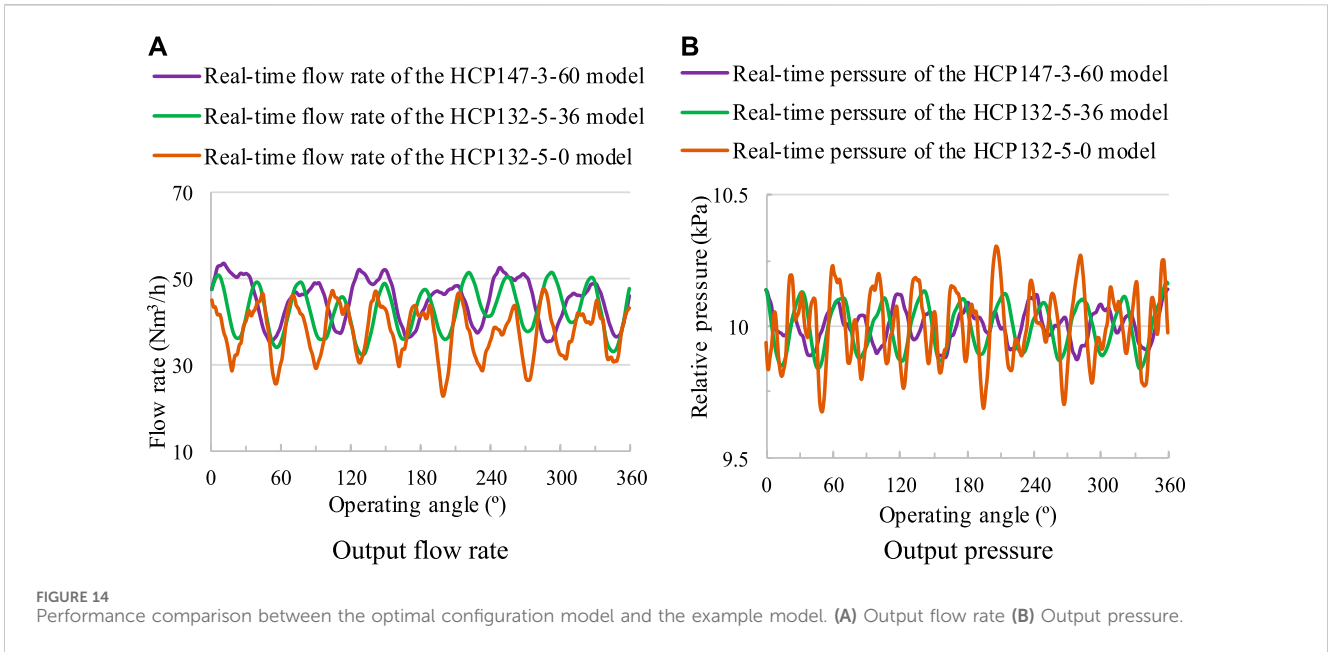 A
Real-time flow rate of the HCP147-3-60 model
Real-time flow rate of the HCP132-5-36 model
Real-time flow rate of the HCP132-5-0 model
70
50
30
10
Flow rate (Nm³/h)
0 60 120 180 240 300 360
Operating angle (º)
Output flow rate
B
Real-time perssure of the HCP147-3-60 model
Real-time perssure of the HCP132-5-36 model
Real-time perssure of the HCP132-5-0 model
10.5
10
9.5
Relative pressure (kPa)
0 60 120 180 240 300 360
Operating angle (º)
Output pressure
FIGURE 14
Performance comparison between the optimal configuration model and the example model. (A) Output flow rate (B) Output pressure.